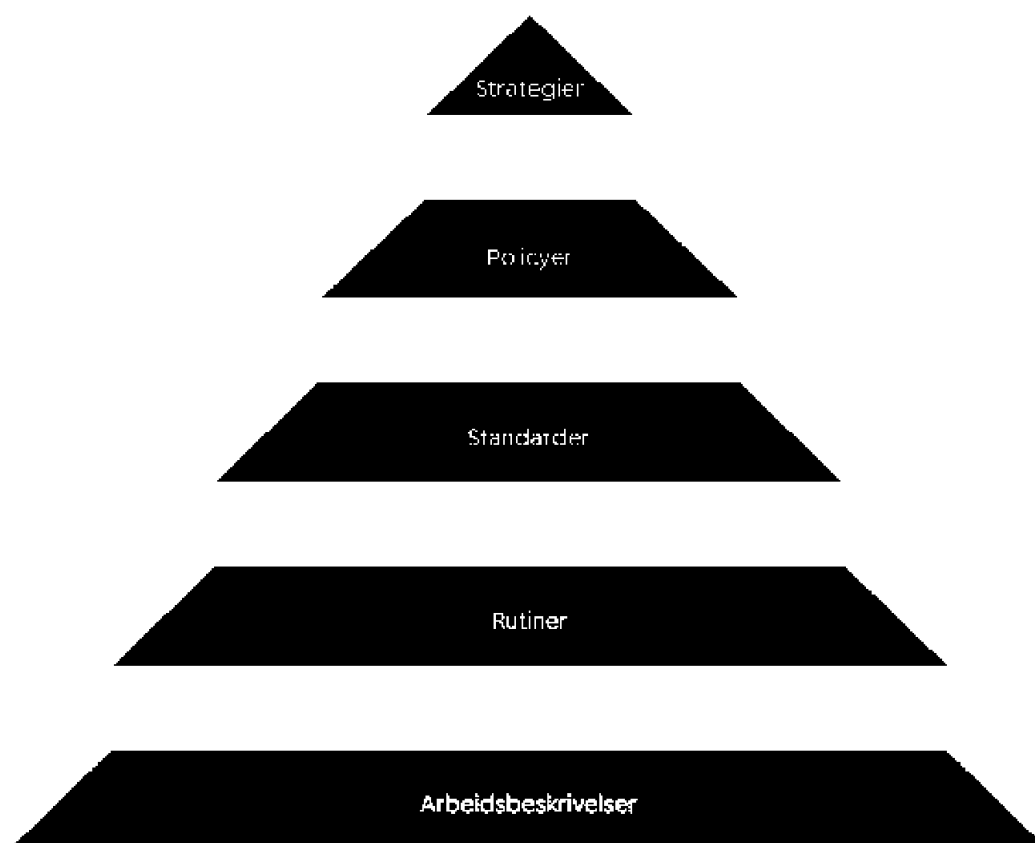 Strategier
Policyer
Standarder
Rutiner
Arbeidsbeskrivelser